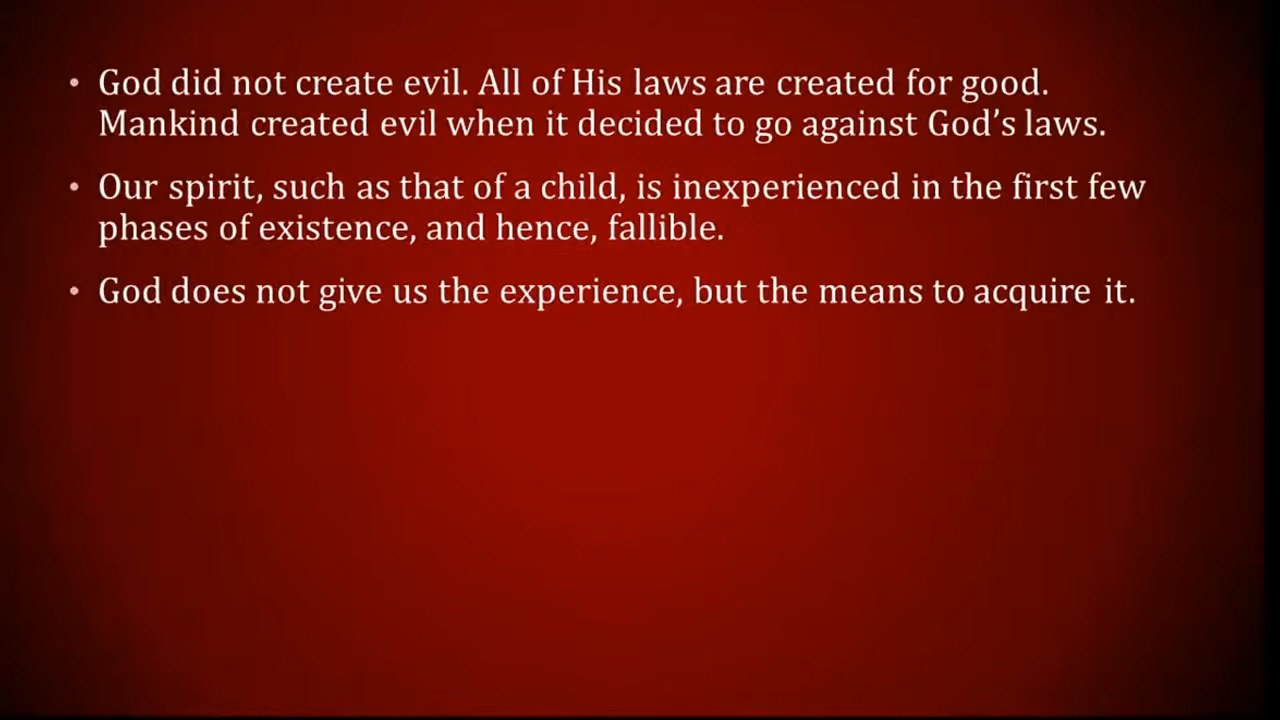 • God did not create evil. All of His laws are created for good.
Mankind created evil when it decided to go against God’s laws.
• Our spirit, such as that of a child, is inexperienced in the first few
phases of existence, and hence, fallible.
• God does not give us the experience, but the means to acquire it.